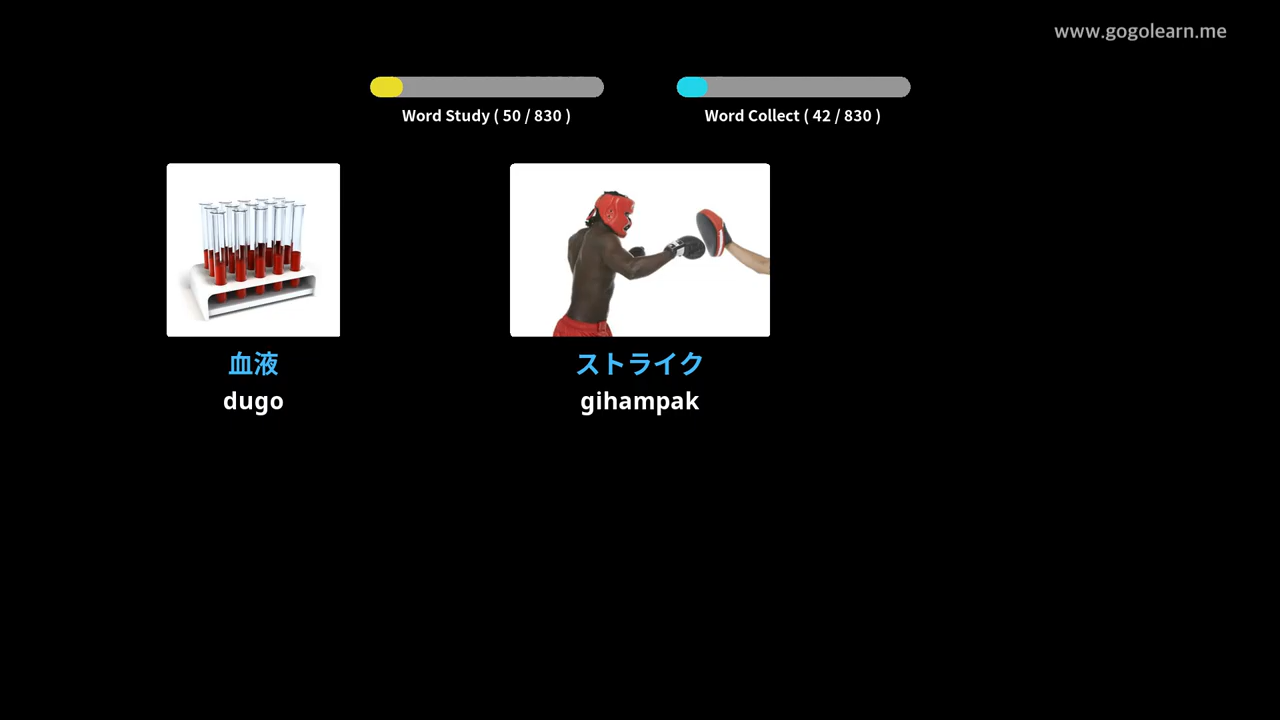 www.gogolearn.me
Word Study ( 50 / 830 )
Word Collect ( 42 / 830 )
血液
dugo
ストライク
gihampak